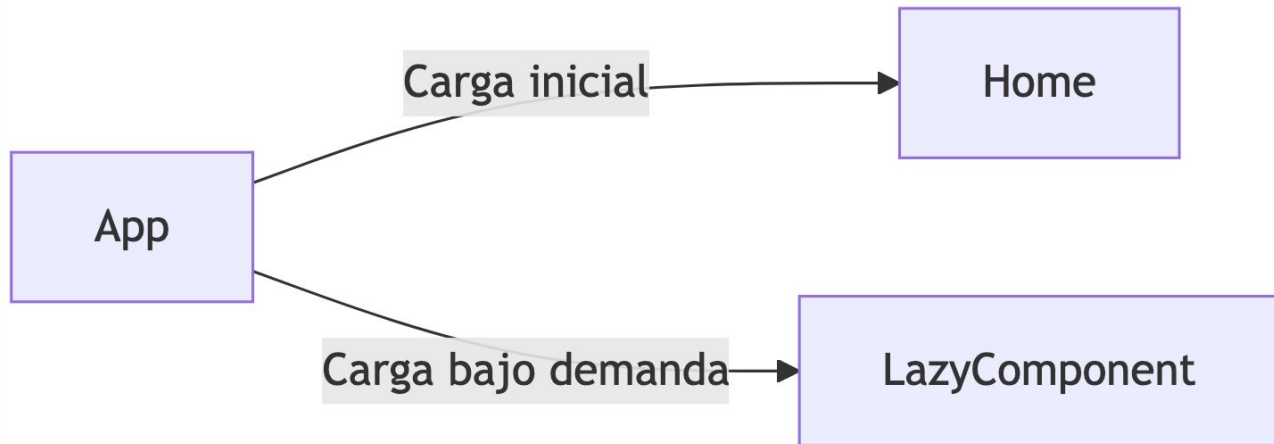 Carga inicial
Home
App
Carga bajo demanda
LazyComponent